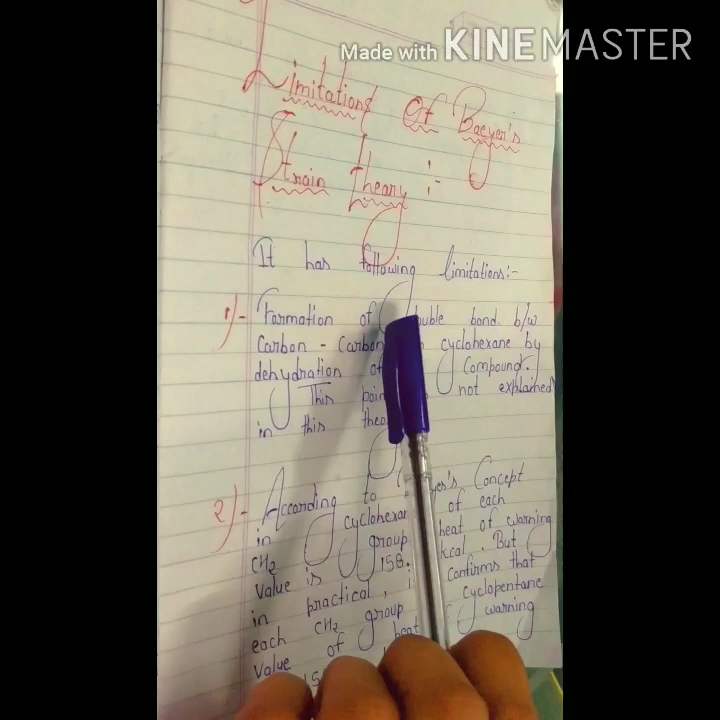 Made with KINEMASTER
Limitations Of Baeyer's
Strain Theory :-
It has following limitations:-
1)- Formation of double bond b/w
Carbon - Carbon cyclohexane by
dehydration of Compound.
This not explained
in this
2)- According to Concept
in cyclohexa of each
CH2 group heat of warning
Value is 158. kcal. But
in practical, confirms that
each CH2 group cyclopentane
Value of heat warning